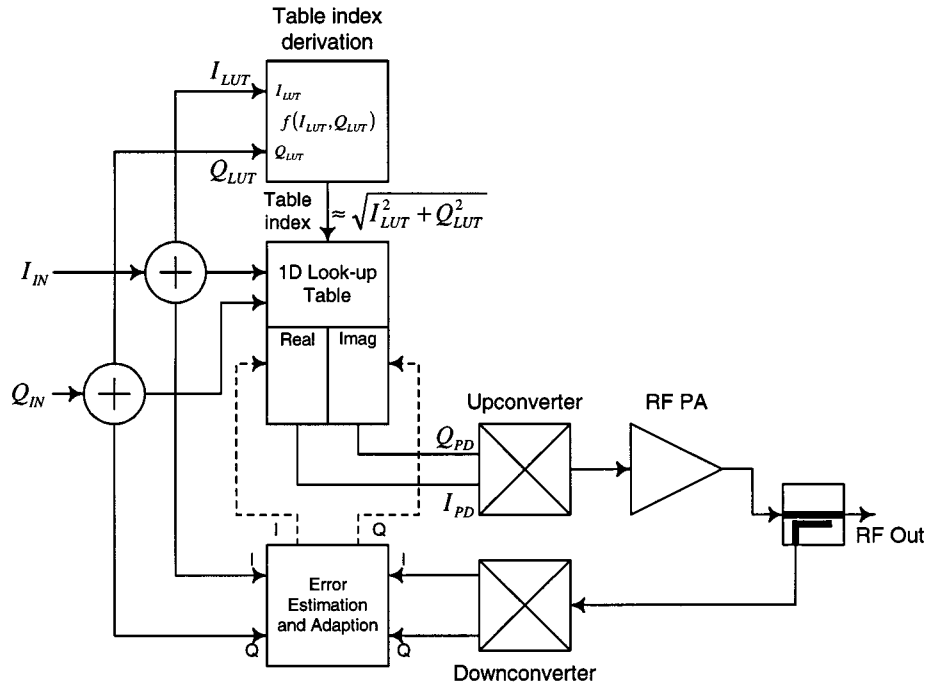 Table index
derivation
I_LUT
I_LUT
f(I_LUT, Q_LUT)
Q_LUT
Q_LUT
Table
index
≈ √(I²_LUT + Q²_LUT)
I_IN
1D Look-up
Table
Real
Imag
Q_IN
Upconverter
RF PA
Q_PD
I_PD
RF Out
I
Q
I
I
Error
Estimation
and Adaption
Q
Q
Downconverter